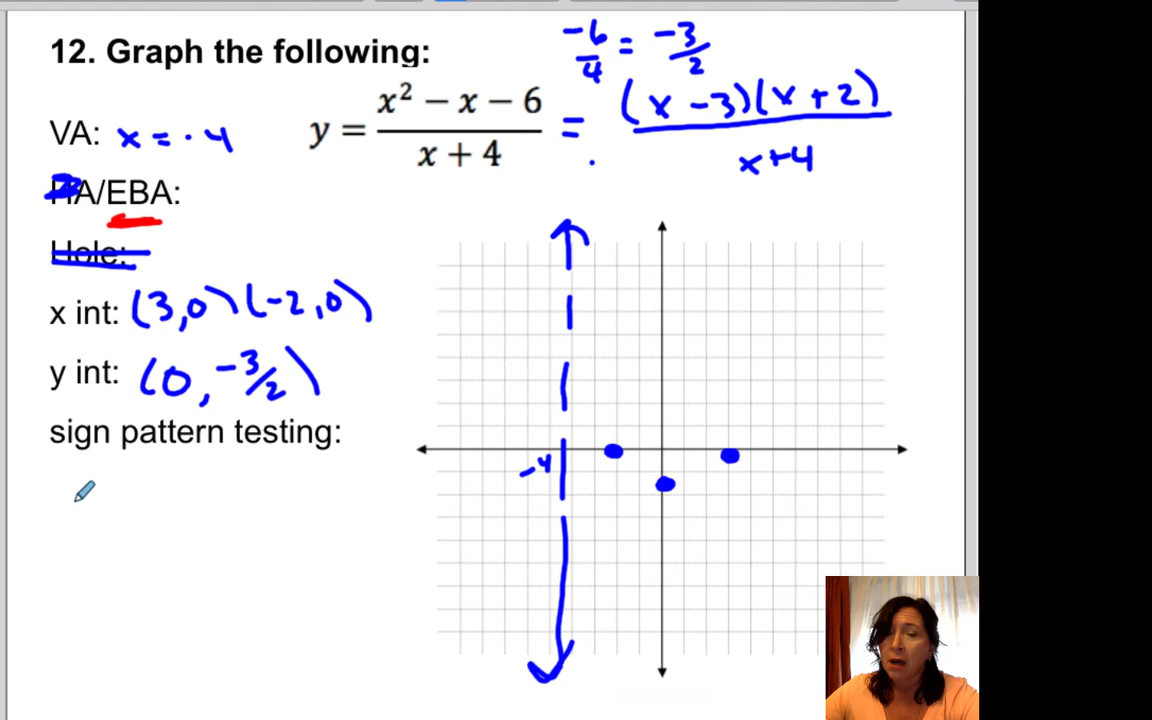 12. Graph the following:
-6/4 = -3/2
y = (x² − x − 6)/(x + 4) = (x - 3)(x + 2)/(x + 4)
VA: x = -4
HA/EBA:
Hole:
x int: (3,0) (-2,0)
y int: (0, -3/2)
sign pattern testing:
-4